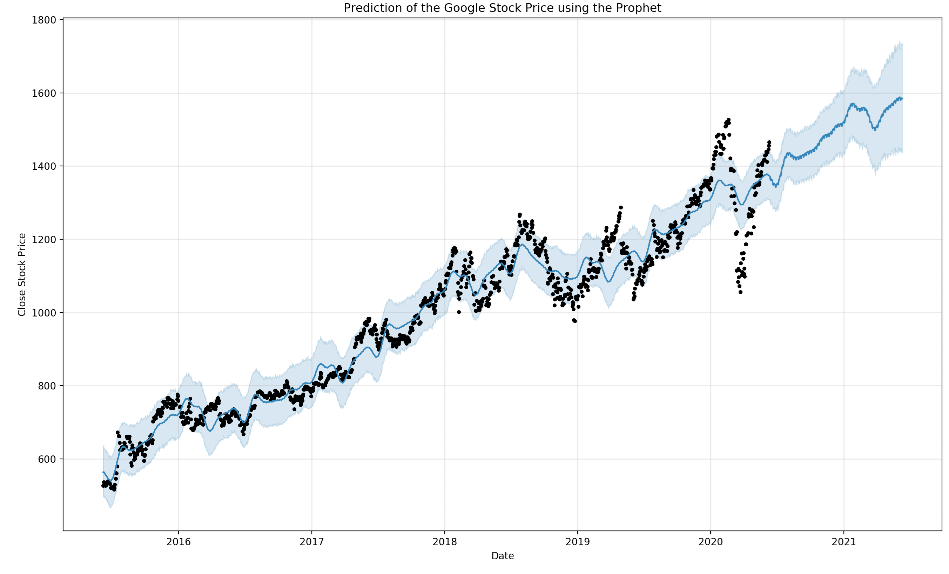 Prediction of the Google Stock Price using the Prophet
1800
1600
1400
1200
1000
800
600
Close Stock Price
2016 2017 2018 2019 2020 2021
Date